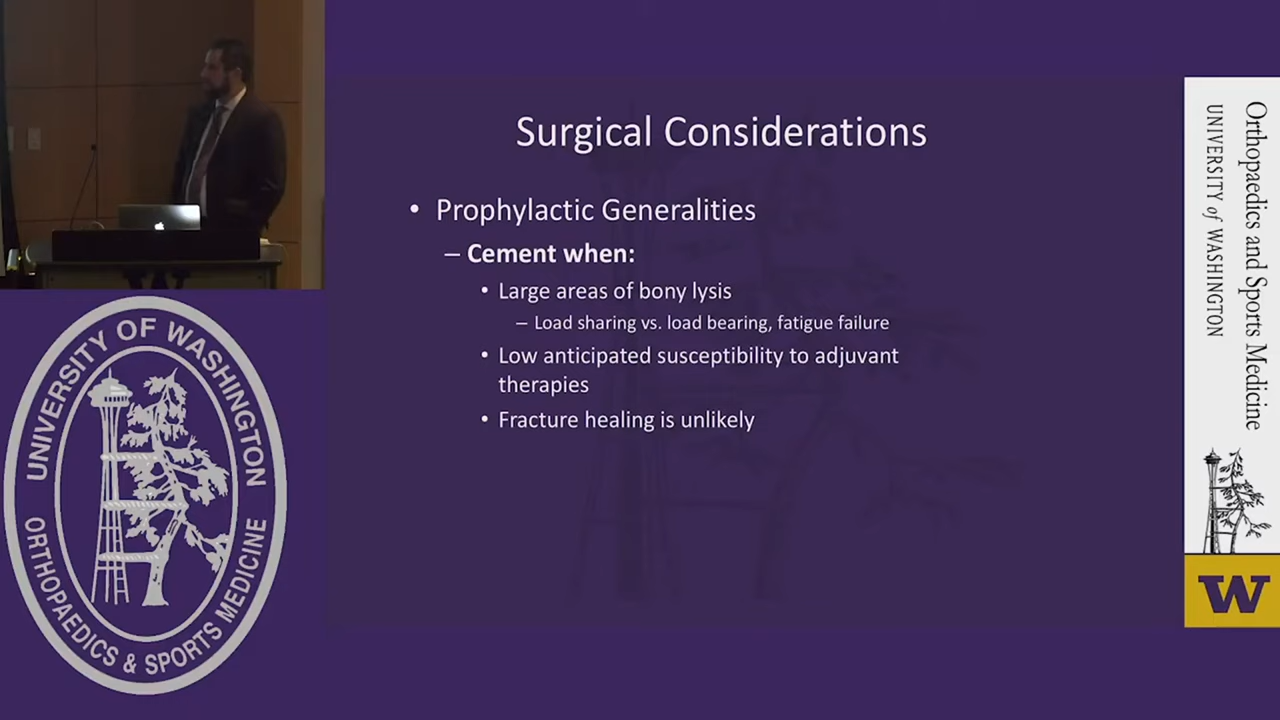 Surgical Considerations
• Prophylactic Generalities
– Cement when:
• Large areas of bony lysis
– Load sharing vs. load bearing, fatigue failure
• Low anticipated susceptibility to adjuvant
therapies
• Fracture healing is unlikely
Orthopaedics and Sports Medicine
UNIVERSITY of WASHINGTON
W
UNIVERSITY OF WASHINGTON
ORTHOPAEDICS & SPORTS MEDICINE